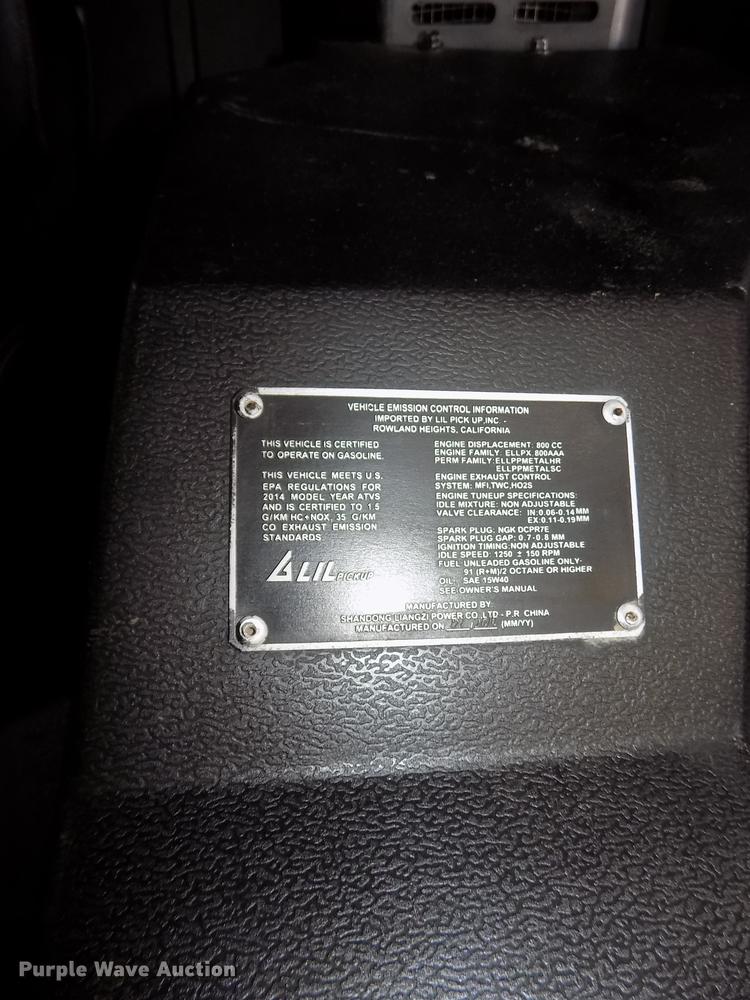 VEHICLE EMISSION CONTROL INFORMATION
IMPORTED BY LIL PICK UP,INC. -
ROWLAND HEIGHTS, CALIFORNIA
THIS VEHICLE IS CERTIFIED
TO OPERATE ON GASOLINE.
THIS VEHICLE MEETS U.S.
EPA REGULATIONS FOR
2014 MODEL YEAR ATVS
AND IS CERTIFIED TO 1.5
G/KM HC+NOX, 35 G/KM
CO EXHAUST EMISSION
STANDARDS
LIL PICKUP
ENGINE DISPLACEMENT: 800 CC
ENGINE FAMILY: ELLPX.800AAA
PERM FAMILY:ELLPPMETALHR
ELLPPMETALSC
ENGINE EXHAUST CONTROL
SYSTEM: MFI,TWC,HO2S
ENGINE TUNEUP SPECIFICATIONS:
IDLE MIXTURE: NON ADJUSTABLE
VALVE CLEARANCE: IN:0.06-0.14MM
EX:0.11-0.19MM
SPARK PLUG: NGK DCPR7E
SPARK PLUG GAP: 0.7-0.8 MM
IGNITION TIMING:NON ADJUSTABLE
IDLE SPEED: 1250 ± 150 RPM
FUEL UNLEADED GASOLINE ONLY-
91 (R+M)/2 OCTANE OR HIGHER
OIL: SAE 15W40
SEE OWNER'S MANUAL
MANUFACTURED BY:
SHANDONG LIANGZI POWER CO.,LTD - P.R. CHINA
MANUFACTURED ON (MM/YY)
Purple Wave Auction